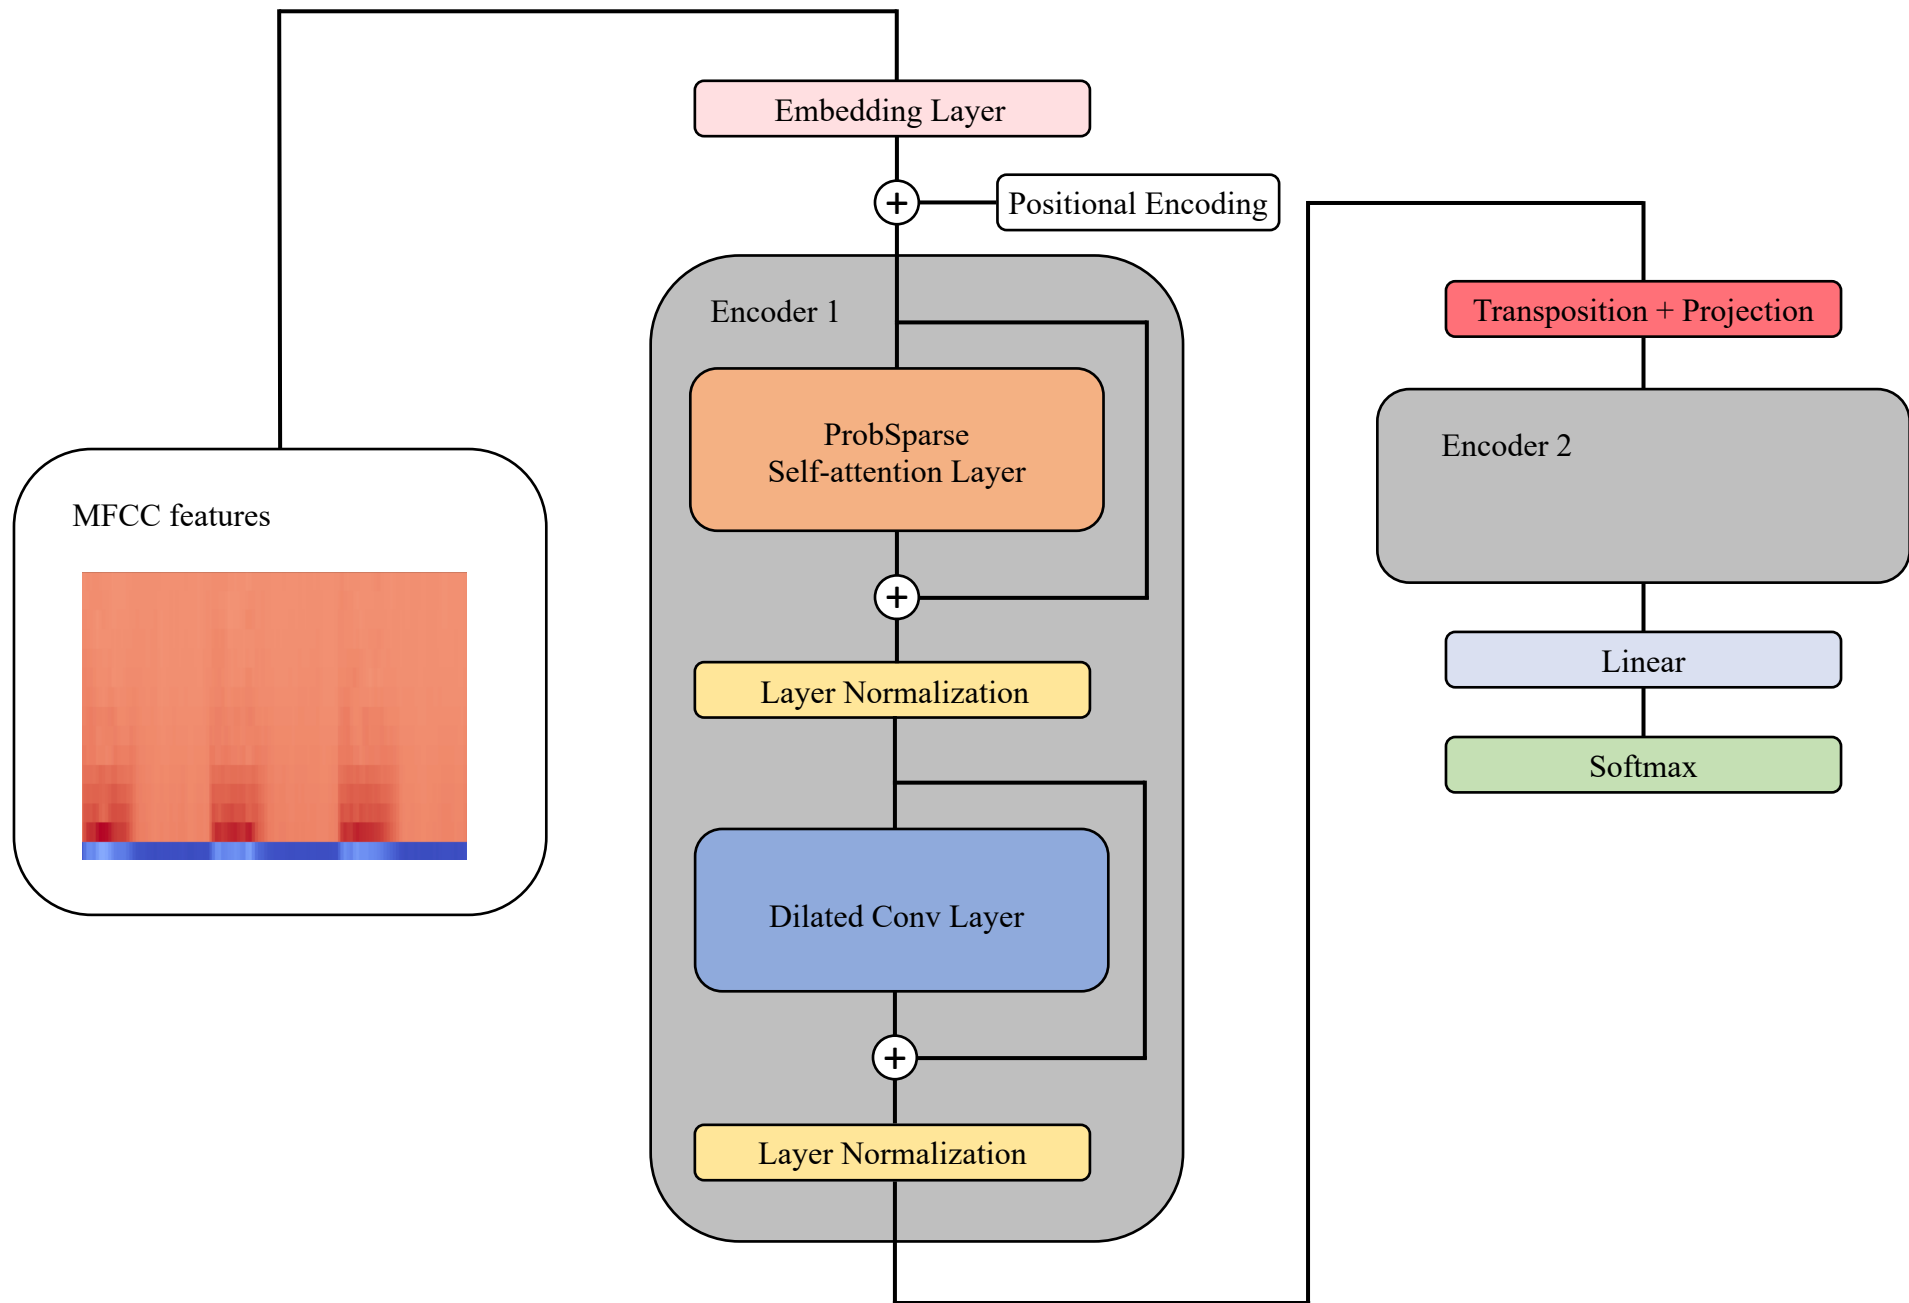 MFCC features
Embedding Layer
+
Positional Encoding
Encoder 1
ProbSparse
Self-attention Layer
+
Layer Normalization
Dilated Conv Layer
+
Layer Normalization
Transposition + Projection
Encoder 2
Linear
Softmax